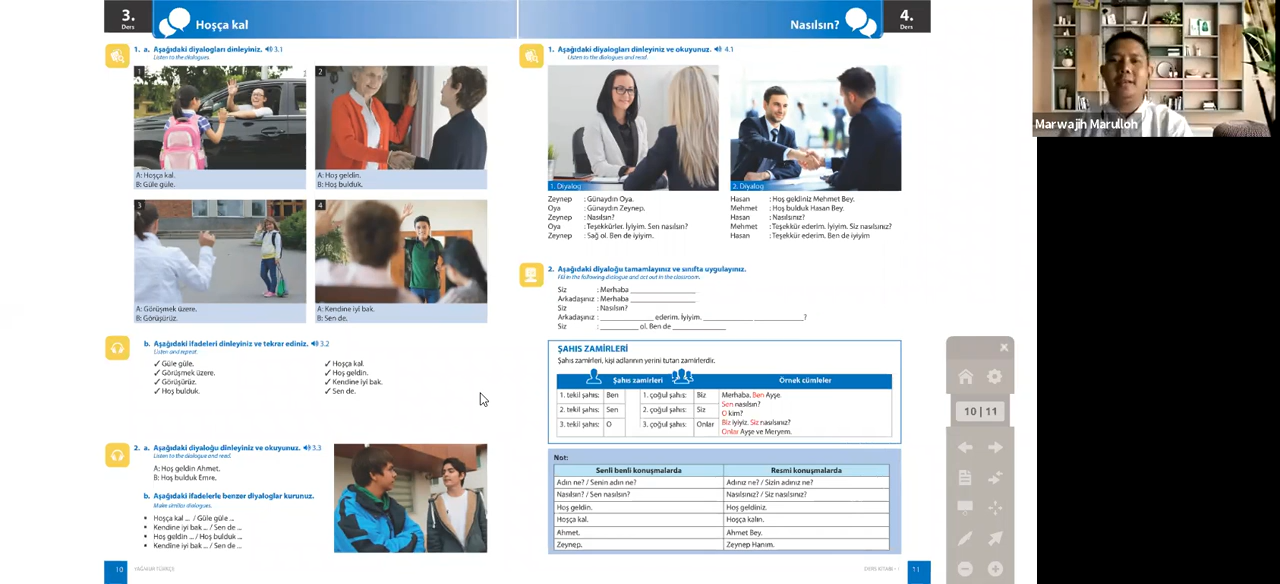 3.
Ders
Hoşça kal
1. a. Aşağıdaki diyalogları dinleyiniz. 3.1
Listen to the dialogues.
1
2
A: Hoşça kal.
B: Güle güle.
2
A: Hoş geldin.
B: Hoş bulduk.
3
A: Görüşmek üzere.
B: Görüşürüz.
4
A: Kendine iyi bak.
B: Sen de.
b. Aşağıdaki ifadeleri dinleyiniz ve tekrar ediniz. 3.2
Listen and repeat.
✓ Güle güle.
✓ Görüşmek üzere.
✓ Görüşürüz.
✓ Hoş bulduk.
✓ Hoşça kal.
✓ Hoş geldin.
✓ Kendine iyi bak.
✓ Sen de.
2. a. Aşağıdaki diyaloğu dinleyiniz ve okuyunuz. 3.3
Listen to the dialogue and read.
A: Hoş geldin Ahmet.
B: Hoş bulduk Emre.
b. Aşağıdaki ifadelerle benzer diyaloglar kurunuz.
Make similar dialogues.
• Hoşça kal ... / Güle güle ...
• Kendine iyi bak ... / Sen de ...
• Hoş geldin ... / Hoş bulduk ...
• Kendine iyi bak ... / Sen de ...
10
Nasılsın?
4.
Ders
1. Aşağıdaki diyalogları dinleyiniz ve okuyunuz. 4.1
Listen to the dialogues and read.
1. Diyalog
Zeynep : Günaydın Oya.
Oya : Günaydın Zeynep.
Zeynep : Nasılsın?
Oya : Teşekkürler. İyiyim. Sen nasılsın?
Zeynep : Sağ ol. Ben de iyiyim.
2. Diyalog
Hasan : Hoş geldiniz Mehmet Bey.
Mehmet : Hoş bulduk Hasan Bey.
Hasan : Nasılsınız?
Mehmet : Teşekkür ederim. İyiyim. Siz nasılsınız?
Hasan : Teşekkür ederim. Ben de iyiyim
2. Aşağıdaki diyaloğu tamamlayınız ve sınıfta uygulayınız.
Fill in the following dialogue and act out in the classroom.
Siz : Merhaba ____________
Arkadaşınız : Merhaba ____________
Siz : Nasılsın?
Arkadaşınız : __________ ederim. İyiyim. __________ __________?
Siz : ________ ol. Ben de __________
ŞAHIS ZAMİRLERİ
Şahıs zamirleri, kişi adlarının yerini tutan zamirlerdir.
Şahıs zamirleri Örnek cümleler
1. tekil şahıs: Ben 1. çoğul şahıs: Biz
2. tekil şahıs: Sen 2. çoğul şahıs: Siz
3. tekil şahıs: O 3. çoğul şahıs: Onlar
Merhaba, Ben Ayşe.
Sen nasılsın?
O kim?
Biz iyiyiz. Siz nasılsınız?
Onlar Ayşe ve Meryem.
Not:
Senli benli konuşmalarda Resmi konuşmalarda
Adın ne? / Senin adın ne? Adınız ne? / Sizin adınız ne?
Nasılsın? / Sen nasılsın? Nasılsınız? / Siz nasılsınız?
Hoş geldin. Hoş geldiniz.
Hoşça kal. Hoşça kalın.
Ahmet, Ahmet Bey,
Zeynep, Zeynep Hanım,
11
10 | 11
Marwajih Marulloh